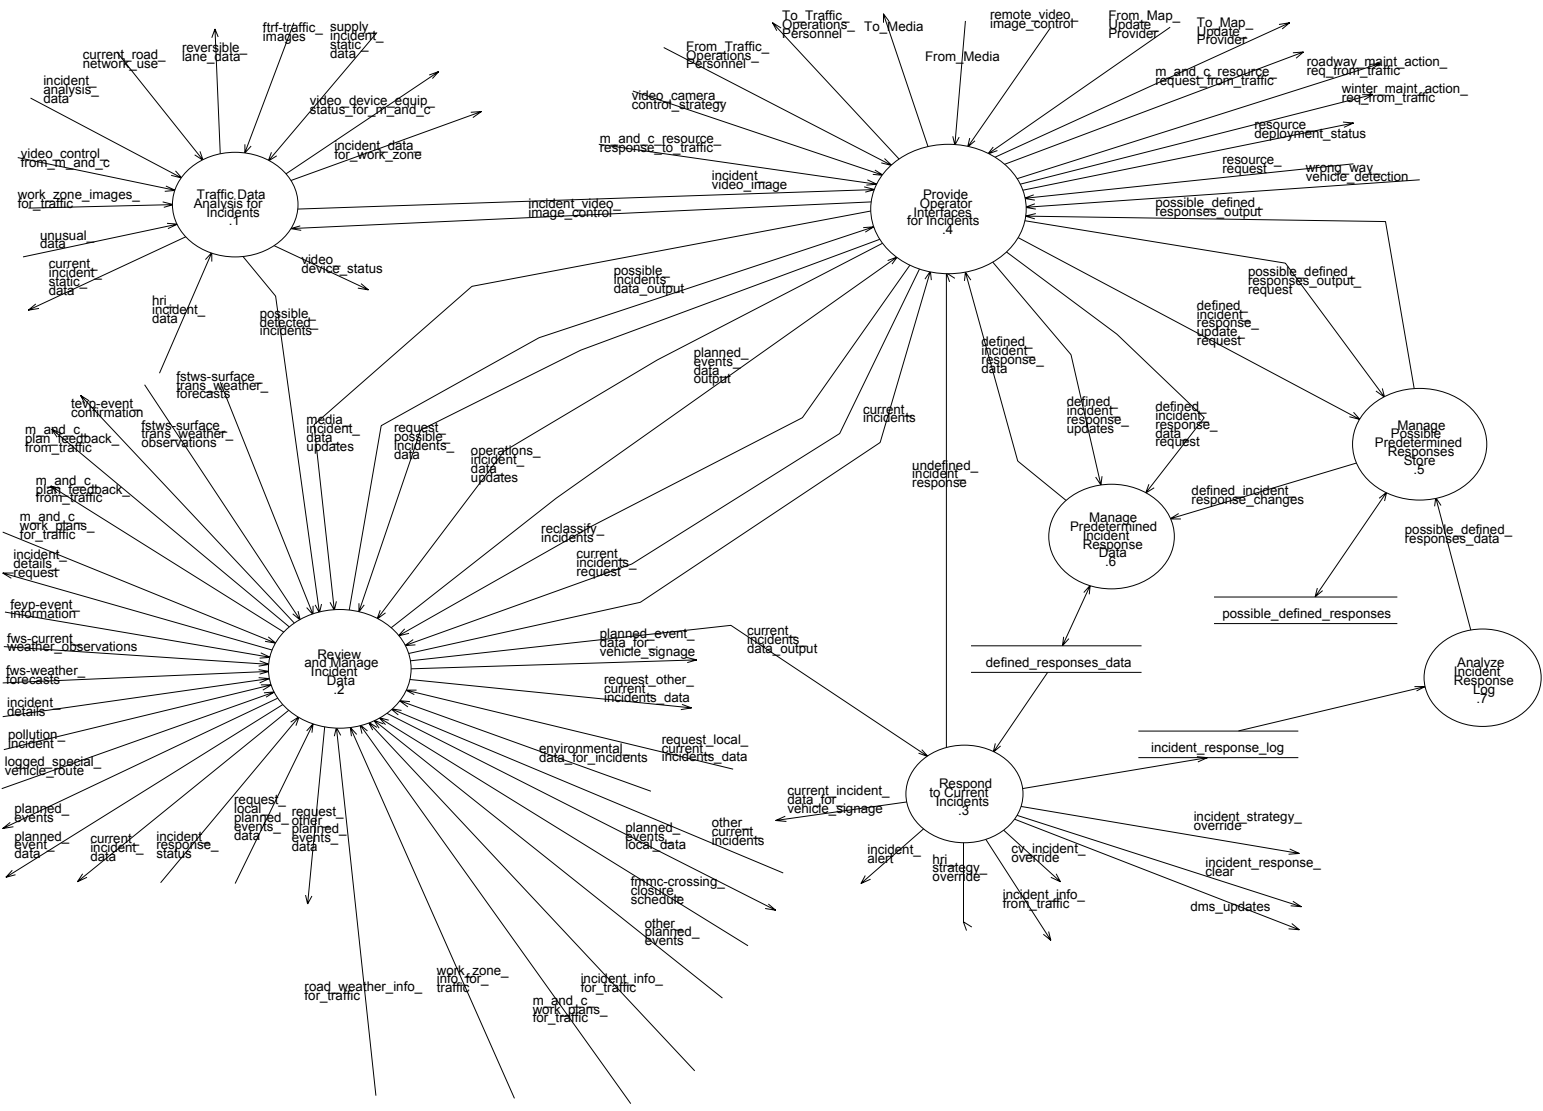 To_Traffic_
Operations_
Personnel
To_Media
From_Media
remote_video_
image_control
From_Map_
Update_
Provider
To_Map_
Update_
Provider
ftrf-traffic_
images
supply_
incident_
static_
data
reversible_
lane_data
current_road_
network_use
incident_
analysis_
data
From_Traffic_
Operations_
Personnel
video_camera_
control_strategy
m_and_c_resource_
response_to_traffic
m_and_c_resource_
request_from_traffic
roadway_maint_action_
req_from_traffic
winter_maint_action_
req_from_traffic
resource_
deployment_status
resource_
request
wrong_way_
vehicle_detection
video_device_equip_
status_for_m_and_c
incident_data_
for_work_zone
video_control_
from_m_and_c
work_zone_images_
for_traffic
unusual_
data
current_
incident_
static_
data
Traffic Data
Analysis for
Incidents
.1
incident_
video_image
incident_video_
image_control
Provide
Operator
Interfaces
for Incidents
.4
possible_defined_
responses_output
possible_defined_
responses_output_
request
video_
device_status
hri_
incident_
data
possible_
detected_
incidents
possible_
incidents_
data_output
planned_
events_
data_
output
defined_
incident_
response_
data
defined_
incident_
response_
update_
request
defined_
incident_
response_
updates
defined_
incident_
response_
data_
request
current_
incidents
undefined_
incident_
response
Manage
Possible
Predetermined
Responses
Store
.5
fstws-surface_
trans_weather_
forecasts
tevp-event_
confirmation
fstws-surface_
trans_weather_
observations
m_and_c_
plan_feedback_
from_traffic
m_and_c_
plan_feedback_
from_traffic
m_and_c_
work_plans_
for_traffic
incident_
details_
request
fevp-event_
information
fws-current_
weather_observations
fws-weather_
forecasts
incident_
details
pollution_
incident
logged_special_
vehicle_route
planned_
events
planned_
event_
data
media_
incident_
data_
updates
request_
possible_
incidents_
data
operations_
incident_
data_
updates
reclassify_
incidents
current_
incidents_
request
defined_incident_
response_changes
Manage
Predetermined
Incident
Response
Data
.6
possible_defined_
responses_data
possible_defined_responses
Analyze
Incident
Response
Log
.7
Review
and Manage
Incident
Data
.2
planned_event_
data_for_
vehicle_signage
current_
incidents_
data_output
request_other_
current_
incidents_data
request_local_
current_
incidents_data
environmental_
data_for_incidents
defined_responses_data
incident_response_log
Respond
to Current
Incidents
.3
current_incident_
data_for_
vehicle_signage
incident_
alert
hri_
strategy_
override
cv_incident_
override
incident_info_
from_traffic
incident_strategy_
override
incident_response_
clear
dms_updates
current_
incident_
data
incident_
response_
status
request_
local_
planned_
events_
data
request_
other_
planned_
events_
data
planned_
events_
local_data
other_
current_
incidents
fmmc-crossing_
closure_
schedule
other_
planned_
events
road_weather_info_
for_traffic
work_zone_
info_for_
traffic
incident_info_
for_traffic
m_and_c_
work_plans_
for_traffic